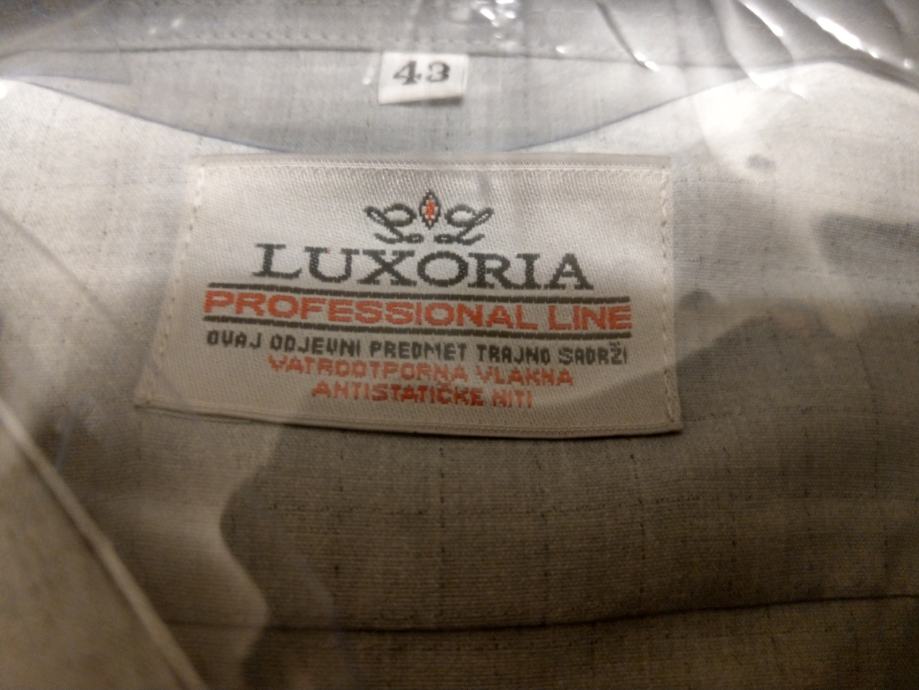 43
LUXORIA
PROFESSIONAL LINE
OVAJ ODJEVNI PREDMET TRAJNO SADRŽI
VATROOTPORNA VLAKNA
ANTISTATIČKE NITI